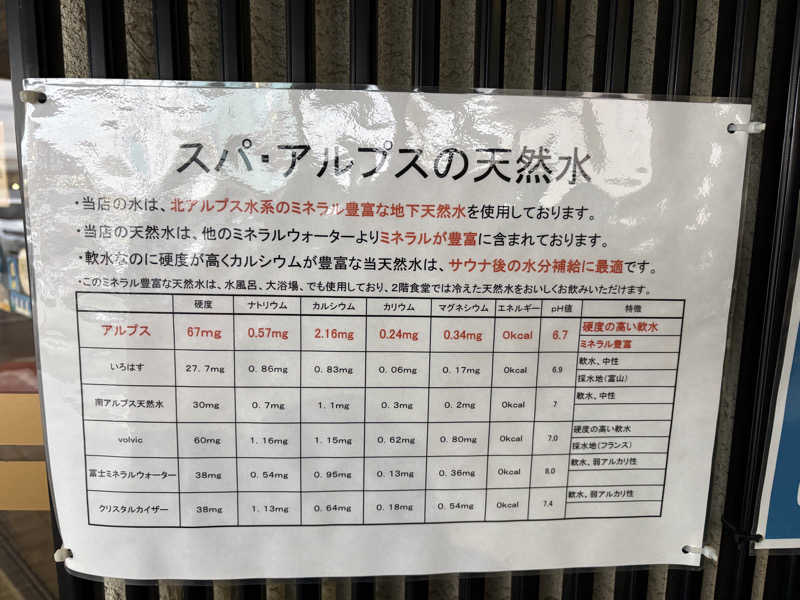 スパ・アルプスの天然水
・当店の水は、北アルプス水系のミネラル豊富な地下天然水を使用しております。
・当店の天然水は、他のミネラルウォーターよりミネラルが豊富に含まれております。
・軟水なのに硬度が高くカルシウムが豊富な当天然水は、サウナ後の水分補給に最適です。
・このミネラル豊富な天然水は、水風呂、大浴場、でも使用しており、2階食堂では冷えた天然水をおいしくお飲みいただけます。
硬度 ナトリウム カルシウム カリウム マグネシウム エネルギー pH値 特徴
アルプス 67mg 0.57mg 2.16mg 0.24mg 0.34mg 0kcal 6.7 硬度の高い軟水
ミネラル豊富
いろはす 27.7mg 0.86mg 0.83mg 0.06mg 0.17mg 0kcal 6.9 軟水、中性
採水地(富山)
南アルプス天然水 30mg 0.7mg 1.1mg 0.3mg 0.2mg 0kcal 7 軟水、中性
volvic 60mg 1.16mg 1.15mg 0.62mg 0.80mg 0kcal 7.0 硬度の高い軟水
採水地(フランス)
富士ミネラルウォーター 38mg 0.54mg 0.95mg 0.13mg 0.36mg 0kcal 8.0 軟水、弱アルカリ性
クリスタルカイザー 38mg 1.13mg 0.64mg 0.18mg 0.54mg 0kcal 7.4 軟水、弱アルカリ性